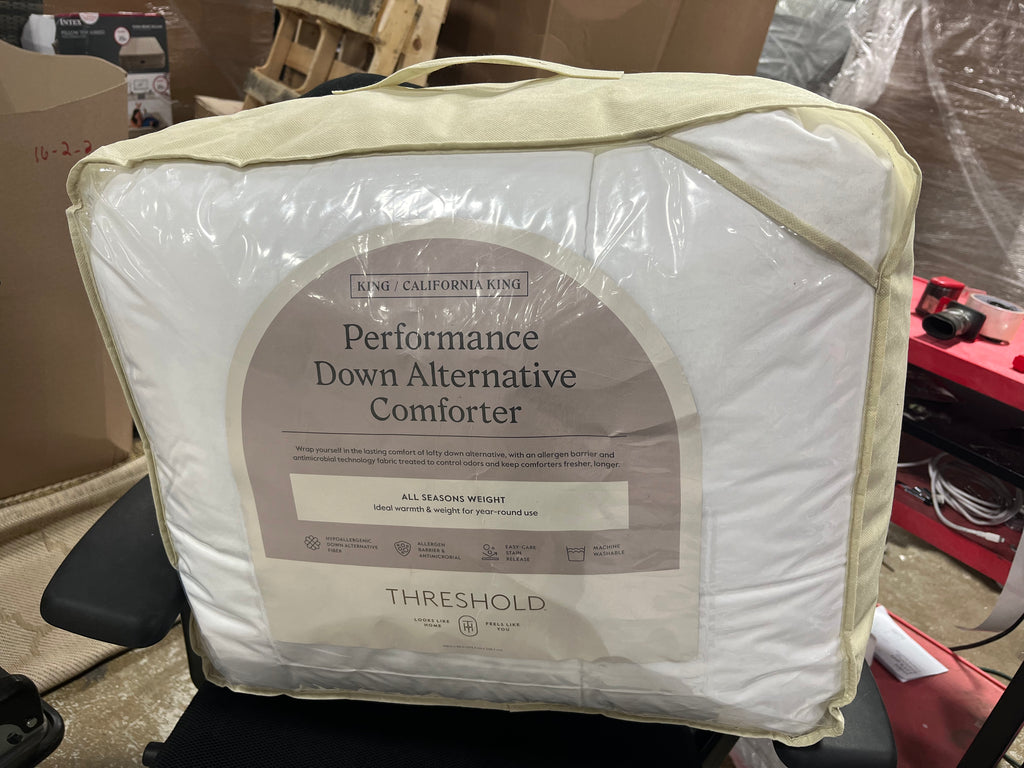 INTEX
16-2-2
KING / CALIFORNIA KING
Performance
Down Alternative
Comforter
Wrap yourself in the lasting comfort of lofty down alternative, with an allergen barrier and
antimicrobial technology fabric treated to control odors and keep comforters fresher, longer.
ALL SEASONS WEIGHT
Ideal warmth & weight for year-round use
HYPOALLERGENIC
DOWN ALTERNATIVE
FIBER
ALLERGEN
BARRIER &
ANTIMICROBIAL
EASY-CARE
STAIN
RELEASE
MACHINE
WASHABLE
THRESHOLD
LOOKS LIKE
HOME
FEELS LIKE
YOU